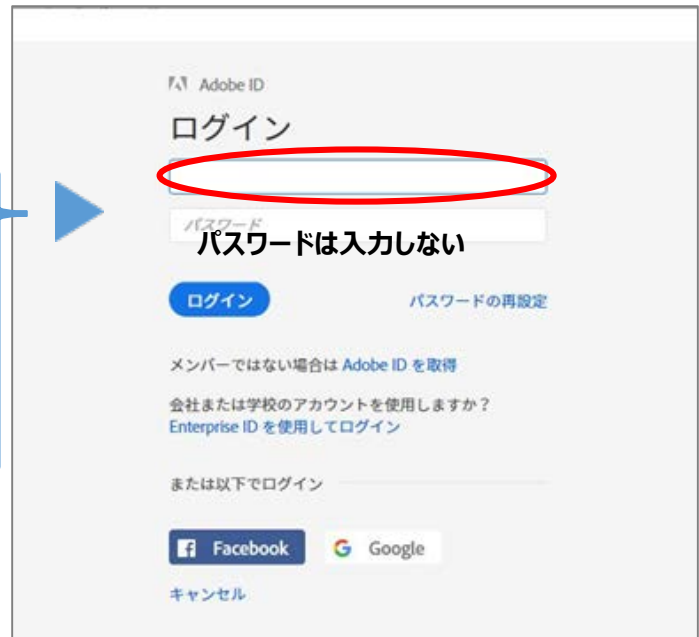 Adobe ID
ログイン
パスワード
パスワードは入力しない
ログイン パスワードの再設定
メンバーではない場合は Adobe ID を取得
会社または学校のアカウントを使用しますか？
Enterprise ID を使用してログイン
または以下でログイン
Facebook Google
キャンセル